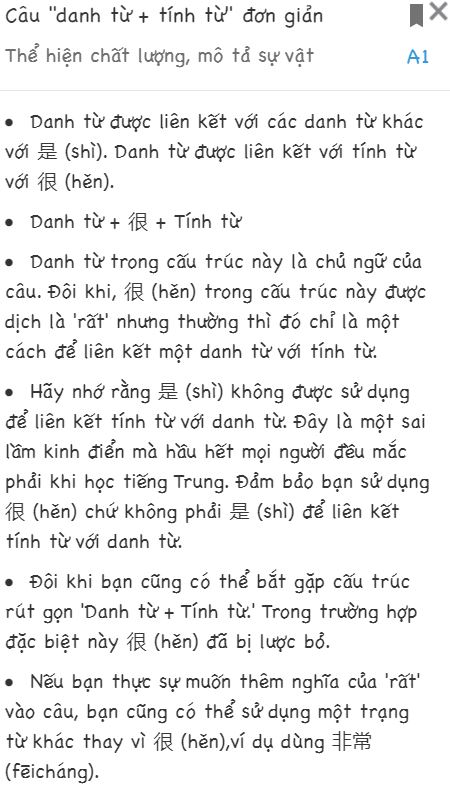 Câu "danh từ + tính từ" đơn giản
Thể hiện chất lượng, mô tả sự vật
A1
• Danh từ được liên kết với các danh từ khác
với 是 (shì). Danh từ được liên kết với tính từ
với 很 (hěn).
• Danh từ + 很 + Tính từ
• Danh từ trong cấu trúc này là chủ ngữ của
câu. Đôi khi, 很 (hěn) trong cấu trúc này được
dịch là 'rất' nhưng thường thì đó chỉ là một
cách để liên kết một danh từ với tính từ.
• Hãy nhớ rằng 是 (shì) không được sử dụng
để liên kết tính từ với danh từ. Đây là một sai
lầm kinh điển mà hầu hết mọi người đều mắc
phải khi học tiếng Trung. Đảm bảo bạn sử dụng
很 (hěn) chứ không phải 是 (shì) để liên kết
tính từ với danh từ.
• Đôi khi bạn cũng có thể bắt gặp cấu trúc
rút gọn 'Danh từ + Tính từ.' Trong trường hợp
đặc biệt này 很 (hěn) đã bị lược bỏ.
• Nếu bạn thực sự muốn thêm nghĩa của 'rất'
vào câu, bạn cũng có thể sử dụng một trạng
từ khác thay vì 很 (hěn),ví dụ dùng 非常
(fēicháng).